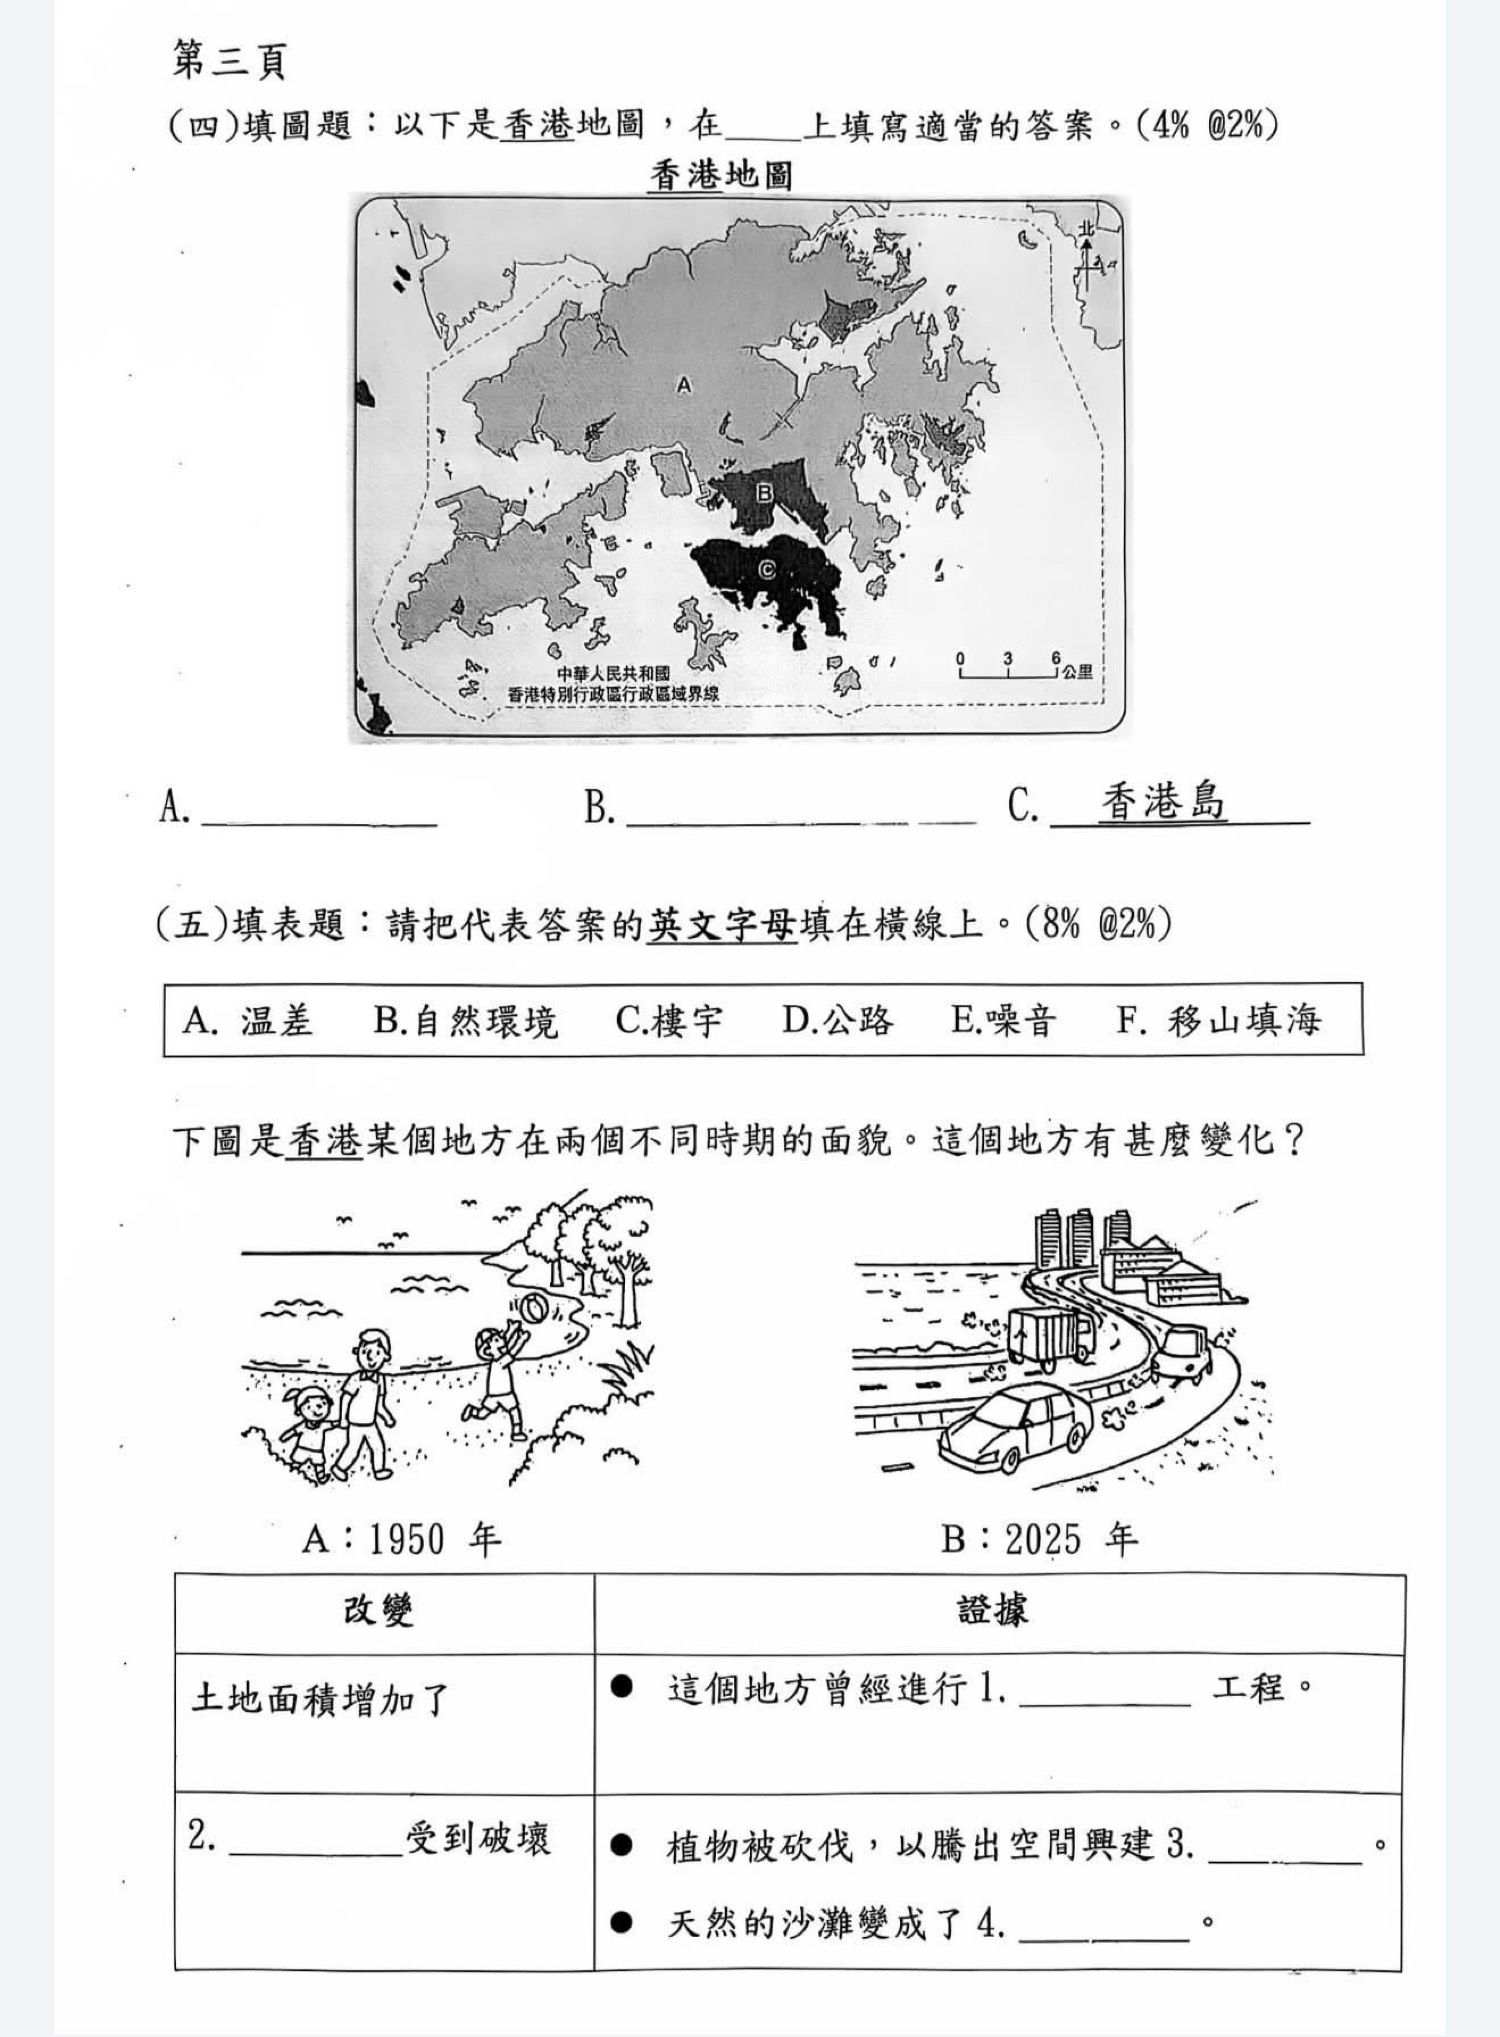 第三頁
(四)填圖題：以下是香港地圖，在____上填寫適當的答案。(4% @2%)
香港地圖
北
A
B
C
0 3 6 公里
中華人民共和國
香港特別行政區行政區域界線
A. ____________ B. ____________ C. 香港島
(五)填表題：請把代表答案的英文字母填在橫線上。(8% @2%)
A. 温差 B.自然環境 C.樓宇 D.公路 E.噪音 F. 移山填海
下圖是香港某個地方在兩個不同時期的面貌。這個地方有甚麼變化？
A：1950 年 B：2025 年
改變 證據
土地面積增加了 ● 這個地方曾經進行 1. ________ 工程。
2. ________受到破壞 ● 植物被砍伐，以騰出空間興建 3. ________。
● 天然的沙灘變成了 4. ________。